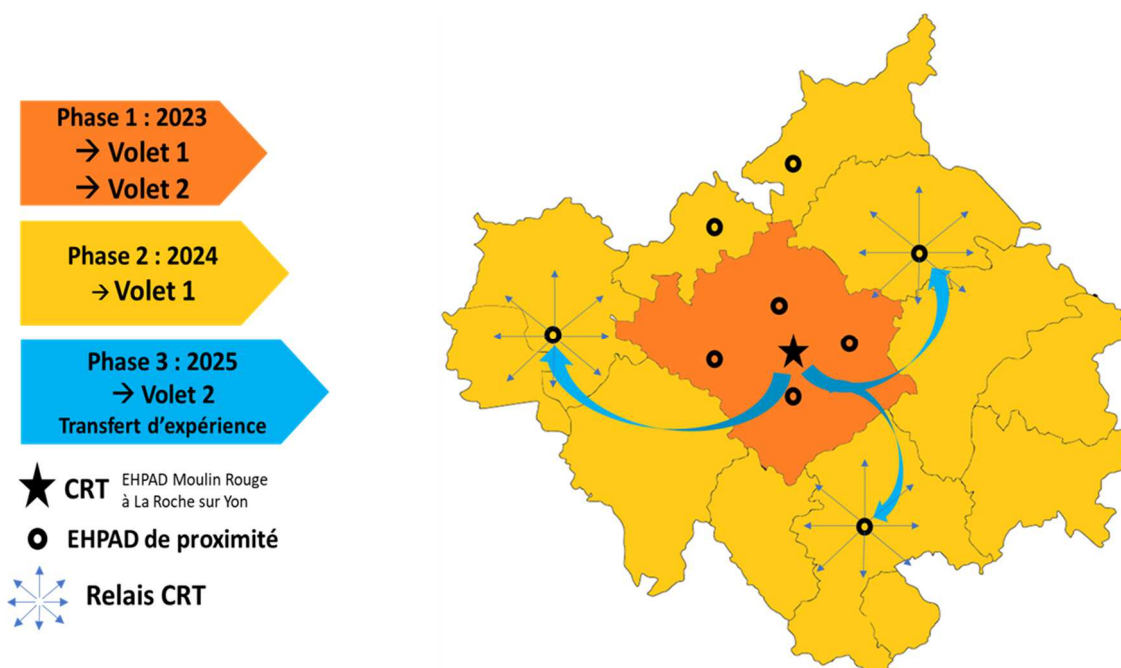 Phase 1 : 2023
→ Volet 1
→ Volet 2
Phase 2 : 2024
→ Volet 1
Phase 3 : 2025
→ Volet 2
Transfert d’expérience
CRT EHPAD Moulin Rouge
à La Roche sur Yon
EHPAD de proximité
Relais CRT